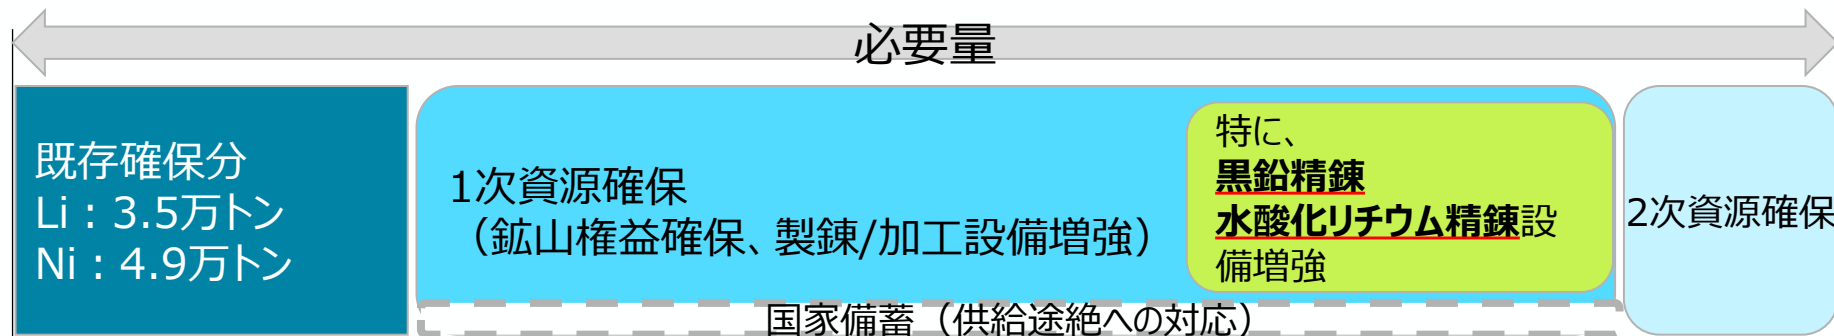 必要量
既存確保分
Li：3.5万トン
Ni：4.9万トン
1次資源確保
（鉱山権益確保、製錬/加工設備増強）
特に、
黒鉛精錬
水酸化リチウム精錬設
備増強
2次資源確保
国家備蓄（供給途絶への対応）